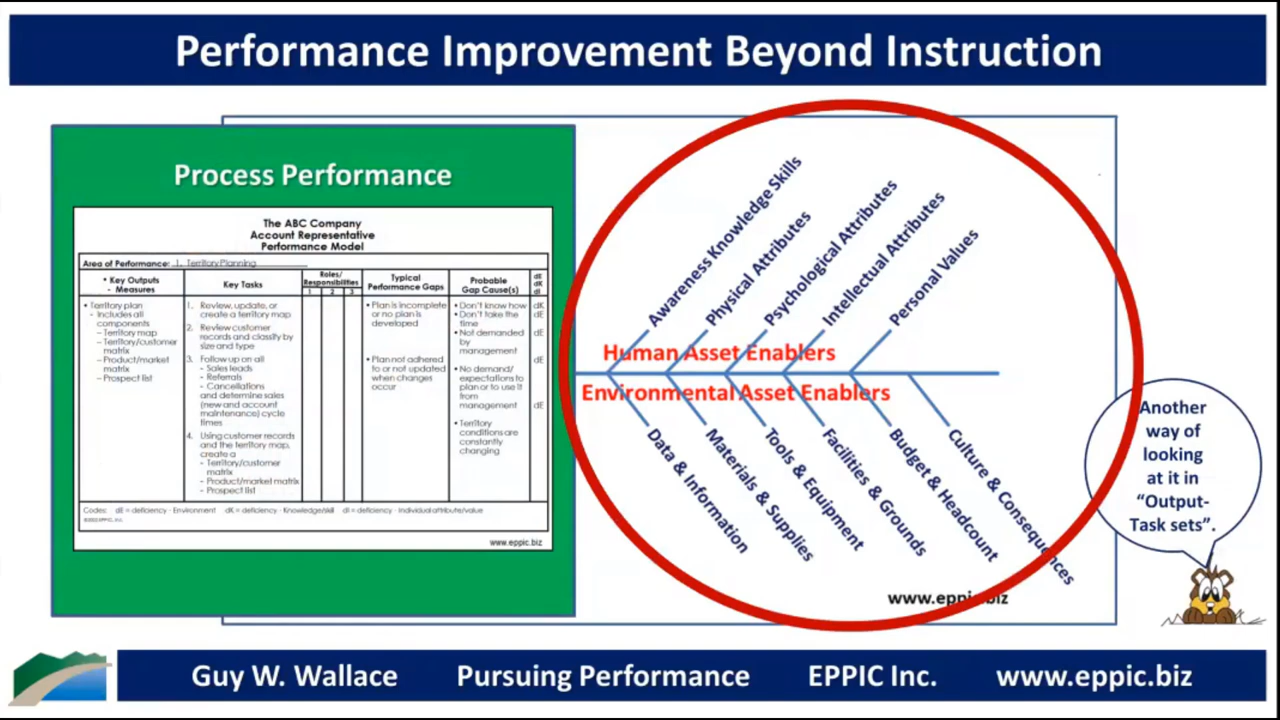 Performance Improvement Beyond Instruction
Process Performance
The ABC Company
Account Representative
Performance Model
Area of Performance: 1. Territory Planning
• Key Outputs
- Measures
Key Tasks
Roles/
Responsibilities
1 2 3
Typical
Performance Gaps
Probable
Gap Cause(s)
dE
dK
dI
• Territory plan
- Includes all
components
– Territory map
– Territory/customer
matrix
– Product/market
matrix
– Prospect list
1. Review, update, or
create a territory map
2. Review customer
records and classify by
size and type
3. Follow up on all
- Sales leads
- Referrals
- Cancellations
and determine sales
(new and account
maintenance) cycle
times
4. Using customer records
and the territory map,
create a
- Territory/customer
matrix
- Product/market matrix
- Prospect list
• Plan is incomplete
or no plan is
developed
• Plan not adhered
to or not updated
when changes
occur
• Don't know how
• Don't take the
time
• Not demanded
by
management
• No demand/
expectations to
plan or to use it
from
management
• Territory
conditions are
constantly
changing
dK
dE
dE
dE
dE
Codes: dE = deficiency - Environment dK = deficiency - Knowledge/skill dI = deficiency - Individual attribute/value
www.eppic.biz
Awareness Knowledge Skills
Physical Attributes
Psychological Attributes
Intellectual Attributes
Personal Values
Human Asset Enablers
Environmental Asset Enablers
Data & Information
Materials & Supplies
Tools & Equipment
Facilities & Grounds
Budget & Headcount
Culture & Consequences
www.eppic.biz
Another
way of
looking
at it in
“Output-
Task sets”.
Guy W. Wallace Pursuing Performance EPPIC Inc. www.eppic.biz